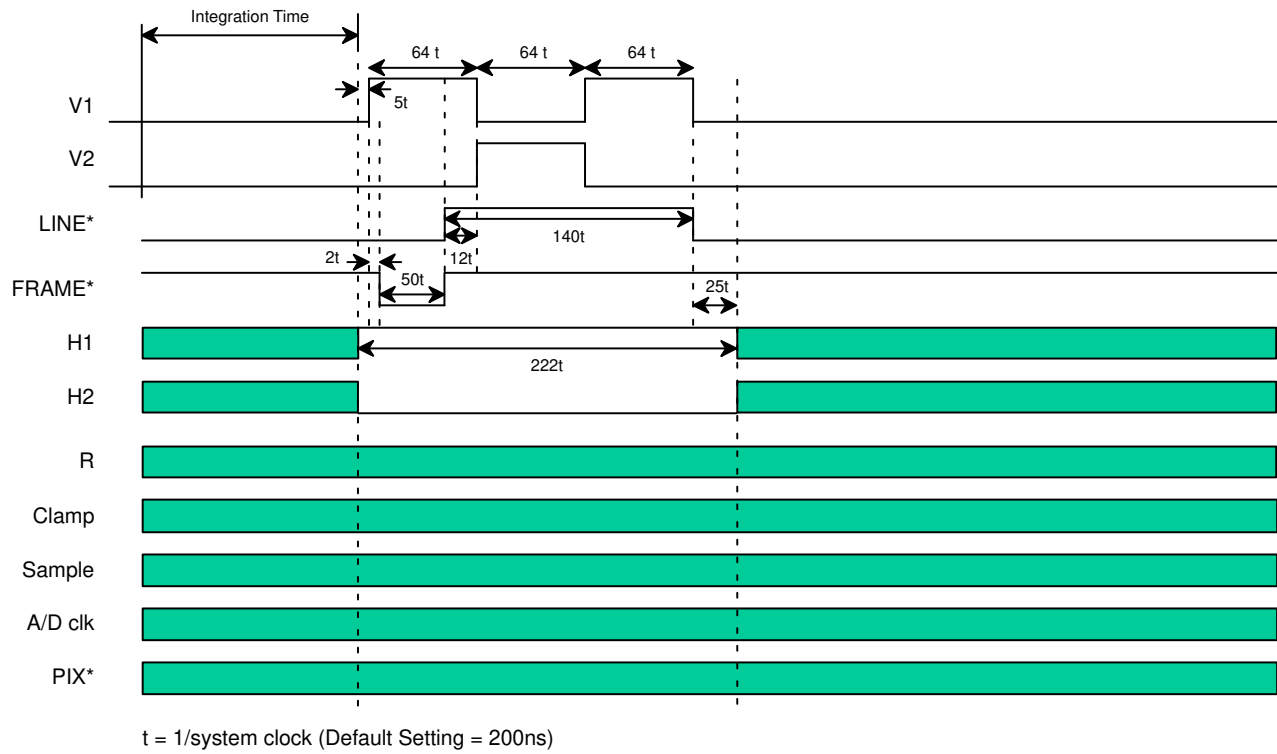 Integration Time
64 t
64 t
64 t
V1
5t
V2
LINE*
140t
2t
12t
FRAME*
50t
25t
H1
222t
H2
R
Clamp
Sample
A/D clk
PIX*
t = 1/system clock (Default Setting = 200ns)